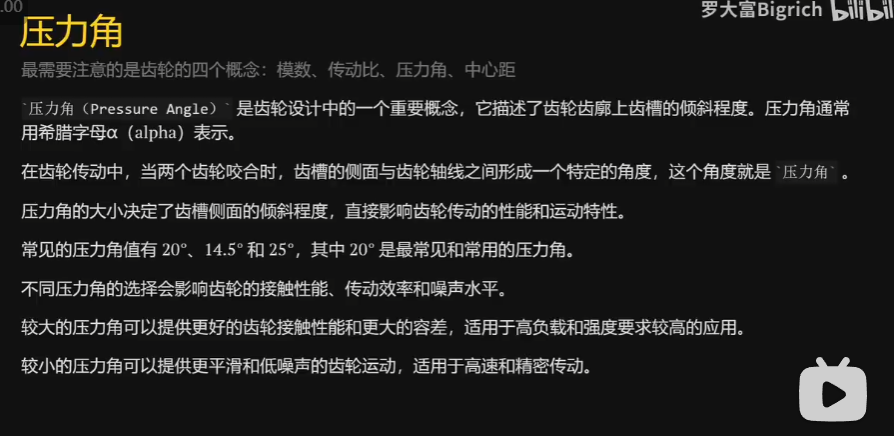 .00
罗大富Bigrich bilibili
压力角
最需要注意的是齿轮的四个概念：模数、传动比、压力角、中心距
`压力角（Pressure Angle）` 是齿轮设计中的一个重要概念，它描述了齿轮齿廓上齿槽的倾斜程度。压力角通常
用希腊字母α（alpha）表示。
在齿轮传动中，当两个齿轮咬合时，齿槽的侧面与齿轮轴线之间形成一个特定的角度，这个角度就是 `压力角` 。
压力角的大小决定了齿槽侧面的倾斜程度，直接影响齿轮传动的性能和运动特性。
常见的压力角值有 20°、14.5° 和 25°，其中 20° 是最常见和常用的压力角。
不同压力角的选择会影响齿轮的接触性能、传动效率和噪声水平。
较大的压力角可以提供更好的齿轮接触性能和更大的容差，适用于高负载和强度要求较高的应用。
较小的压力角可以提供更平滑和低噪声的齿轮运动，适用于高速和精密传动。